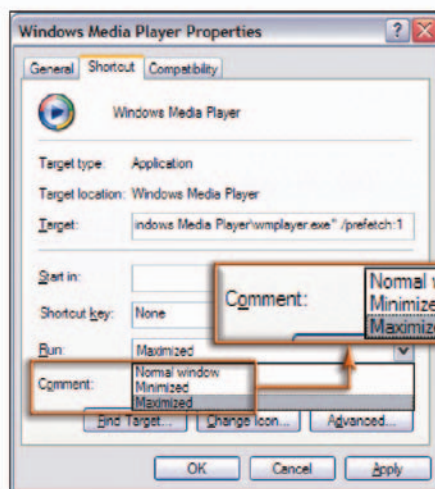 Windows Media Player Properties
General Shortcut Compatibility
Windows Media Player
Target type: Application
Target location: Windows Media Player
Target: indows Media Player\wmplayer.exe" /prefetch:1
Start in:
Shortcut key: None
Run: Maximized
Comment:
Normal window
Minimized
Maximized
Comment:
Normal
Minimize
Maximize
Find Target... Change Icon... Advanced...
OK Cancel Apply